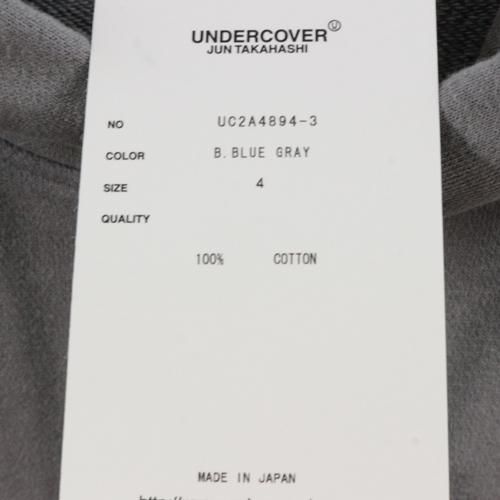 UNDERCOVER
JUN TAKAHASHI
NO UC2A4894-3
COLOR B.BLUE GRAY
SIZE 4
QUALITY
100% COTTON
MADE IN JAPAN